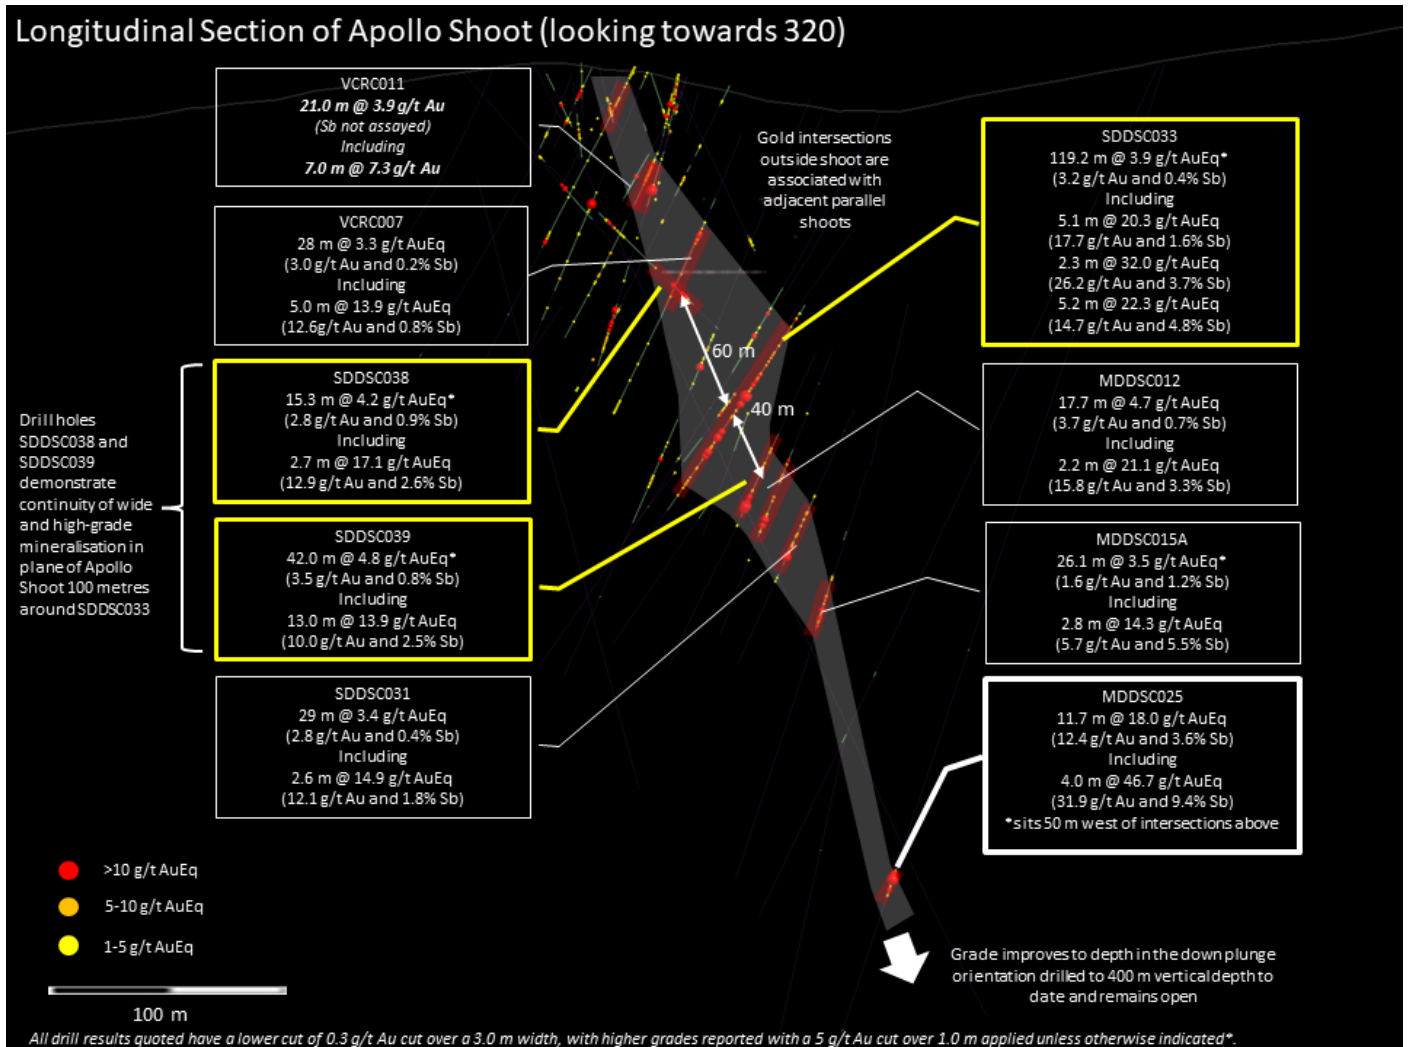 Longitudinal Section of Apollo Shoot (looking towards 320)
VCRC011
21.0 m @ 3.9 g/t Au
(Sb not assayed)
Including
7.0 m @ 7.3 g/t Au
VCRC007
28 m @ 3.3 g/t AuEq
(3.0 g/t Au and 0.2% Sb)
Including
5.0 m @ 13.9 g/t AuEq
(12.6g/t Au and 0.8% Sb)
Drill holes
SDDSC038 and
SDDSC039
demonstrate
continuity of wide
and high-grade
mineralisation in
plane of Apollo
Shoot 100 metres
around SDDSC033
SDDSC038
15.3 m @ 4.2 g/t AuEq*
(2.8 g/t Au and 0.9% Sb)
Including
2.7 m @ 17.1 g/t AuEq
(12.9 g/t Au and 2.6% Sb)
SDDSC039
42.0 m @ 4.8 g/t AuEq*
(3.5 g/t Au and 0.8% Sb)
Including
13.0 m @ 13.9 g/t AuEq
(10.0 g/t Au and 2.5% Sb)
SDDSC031
29 m @ 3.4 g/t AuEq
(2.8 g/t Au and 0.4% Sb)
Including
2.6 m @ 14.9 g/t AuEq
(12.1 g/t Au and 1.8% Sb)
Gold intersections
outside shoot are
associated with
adjacent parallel
shoots
60 m
40 m
SDDSC033
119.2 m @ 3.9 g/t AuEq*
(3.2 g/t Au and 0.4% Sb)
Including
5.1 m @ 20.3 g/t AuEq
(17.7 g/t Au and 1.6% Sb)
2.3 m @ 32.0 g/t AuEq
(26.2 g/t Au and 3.7% Sb)
5.2 m @ 22.3 g/t AuEq
(14.7 g/t Au and 4.8% Sb)
MDDSC012
17.7 m @ 4.7 g/t AuEq
(3.7 g/t Au and 0.7% Sb)
Including
2.2 m @ 21.1 g/t AuEq
(15.8 g/t Au and 3.3% Sb)
MDDSC015A
26.1 m @ 3.5 g/t AuEq*
(1.6 g/t Au and 1.2% Sb)
Including
2.8 m @ 14.3 g/t AuEq
(5.7 g/t Au and 5.5% Sb)
MDDSC025
11.7 m @ 18.0 g/t AuEq
(12.4 g/t Au and 3.6% Sb)
Including
4.0 m @ 46.7 g/t AuEq
(31.9 g/t Au and 9.4% Sb)
*sits 50 m west of intersections above
>10 g/t AuEq
5-10 g/t AuEq
1-5 g/t AuEq
100 m
Grade improves to depth in the down plunge
orientation drilled to 400 m vertical depth to
date and remains open
All drill results quoted have a lower cut of 0.3 g/t Au cut over a 3.0 m width, with higher grades reported with a 5 g/t Au cut over 1.0 m applied unless otherwise indicated*.